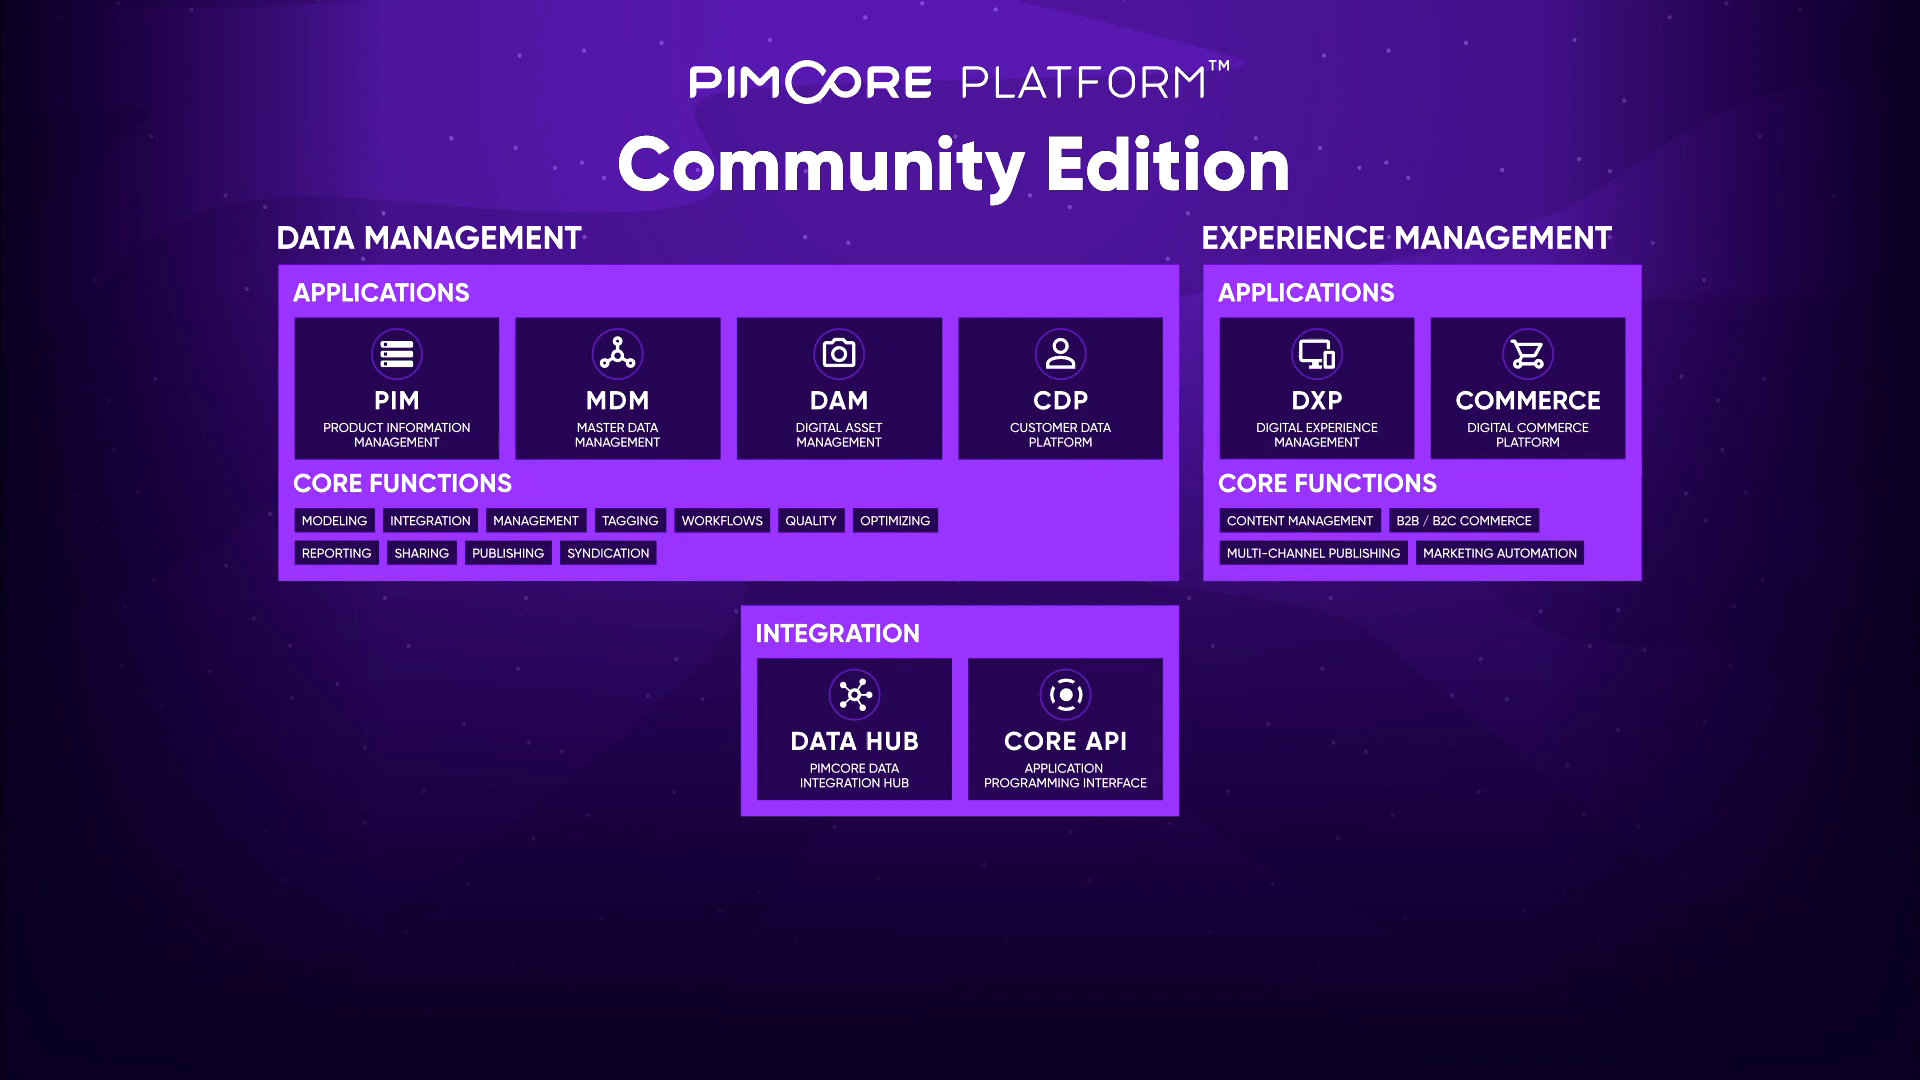 PIMCORE PLATFORM™
Community Edition
DATA MANAGEMENT
APPLICATIONS
PIM
PRODUCT INFORMATION
MANAGEMENT
MDM
MASTER DATA
MANAGEMENT
DAM
DIGITAL ASSET
MANAGEMENT
CDP
CUSTOMER DATA
PLATFORM
CORE FUNCTIONS
MODELING INTEGRATION MANAGEMENT TAGGING WORKFLOWS QUALITY OPTIMIZING
REPORTING SHARING PUBLISHING SYNDICATION
EXPERIENCE MANAGEMENT
APPLICATIONS
DXP
DIGITAL EXPERIENCE
MANAGEMENT
COMMERCE
DIGITAL COMMERCE
PLATFORM
CORE FUNCTIONS
CONTENT MANAGEMENT B2B / B2C COMMERCE
MULTI-CHANNEL PUBLISHING MARKETING AUTOMATION
INTEGRATION
DATA HUB
PIMCORE DATA
INTEGRATION HUB
CORE API
APPLICATION
PROGRAMMING INTERFACE